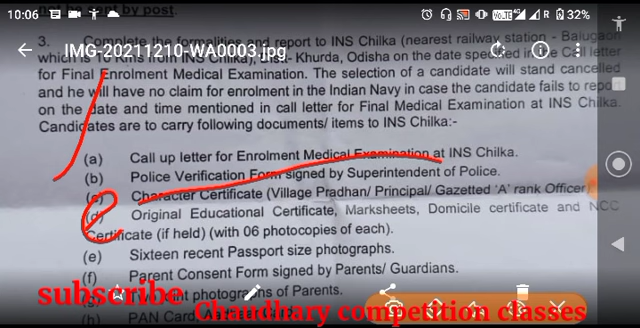 not be sent by post.
10:06
32%
IMG-20211210-WA0003.jpg
3. Complete the formalities and report to INS Chilka (nearest railway station - Balugaon
which is
INS Chilka), Khurda, Odisha on the date specified in the Call letter
for Final Enrolment Medical Examination. The selection of a candidate will stand cancelled
and he will have no claim for enrolment in the Indian Navy in case the candidate fails to report
on the date and time mentioned in call letter for Final Medical Examination at INS Chilka.
Candidates are to carry following documents/ items to INS Chilka:-
(a) Call up letter for Enrolment Medical Examination at INS Chilka.
(b) Police Verification Form signed by Superintendent of Police.
(c) Character Certificate (Village Pradhan/ Principal/ Gazetted 'A' rank Officer)
(d) Original Educational Certificate, Marksheets, Domicile certificate and NCC
Certificate (if held) (with 06 photocopies of each).
(e) Sixteen recent Passport size photographs.
(f) Parent Consent Form signed by Parents/ Guardians.
joint photographs of Parents.
(h) PAN Card
subscribe
Chaudhary competition classes